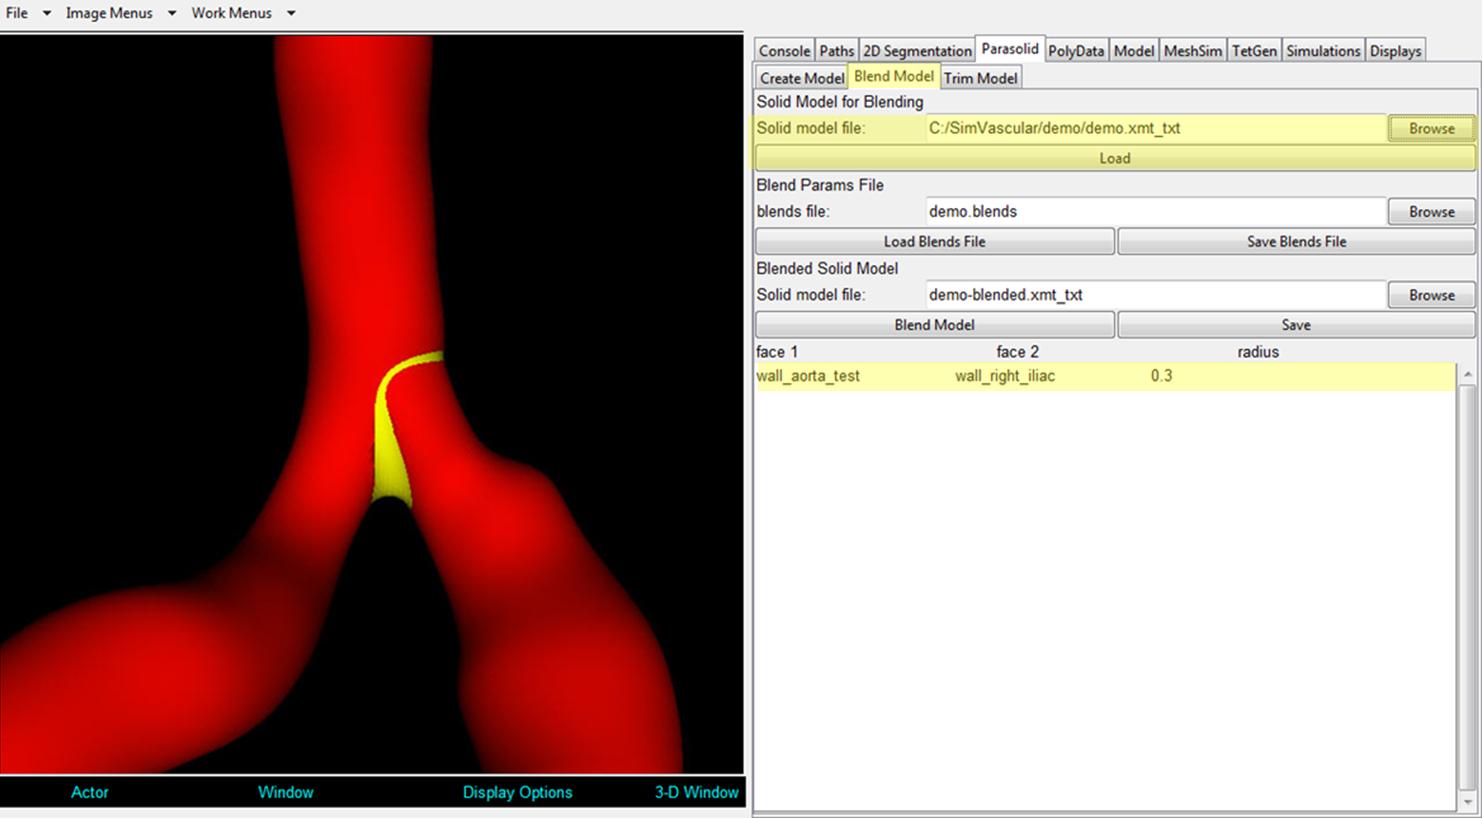 File Image Menus Work Menus
Console Paths 2D Segmentation Parasolid PolyData Model MeshSim TetGen Simulations Displays
Create Model Blend Model Trim Model
Solid Model for Blending
Solid model file: C:/SimVascular/demo/demo.xmt_txt Browse
Load
Blend Params File
blends file: demo.blends Browse
Load Blends File Save Blends File
Blended Solid Model
Solid model file: demo-blended.xmt_txt Browse
Blend Model Save
face 1 face 2 radius
wall_aorta_test wall_right_iliac 0.3
Actor Window Display Options 3-D Window